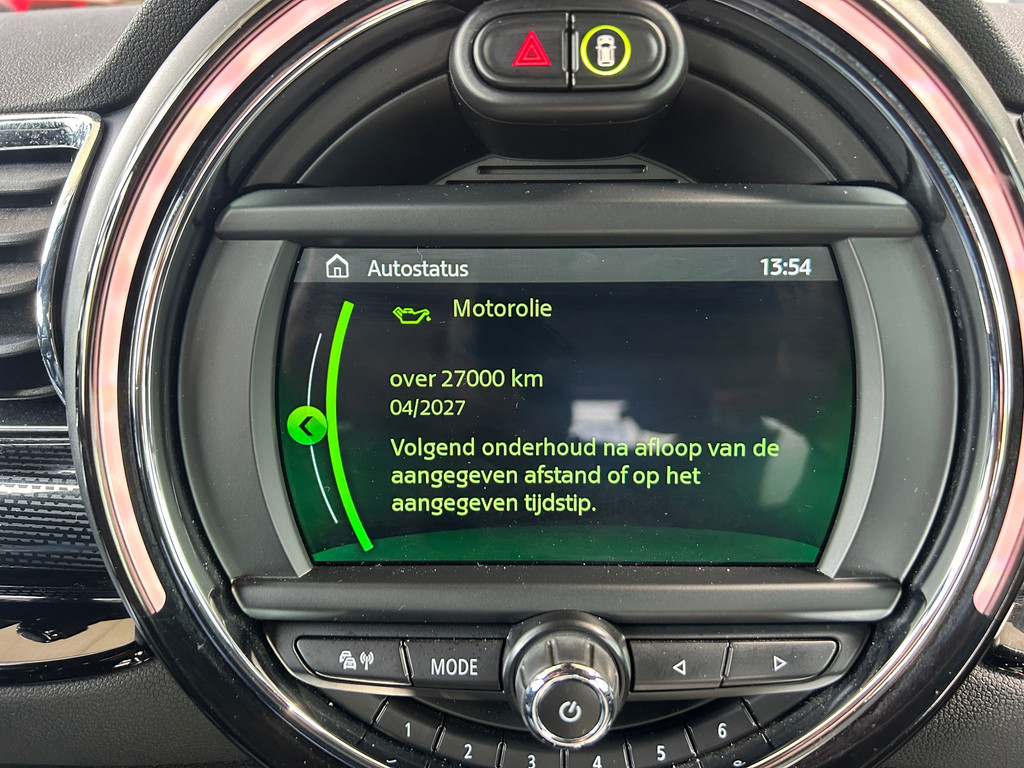 Autostatus 13:54
Motorolie
over 27000 km
04/2027
Volgend onderhoud na afloop van de
aangegeven afstand of op het
aangegeven tijdstip.
MODE
1 2 3 4 5 6